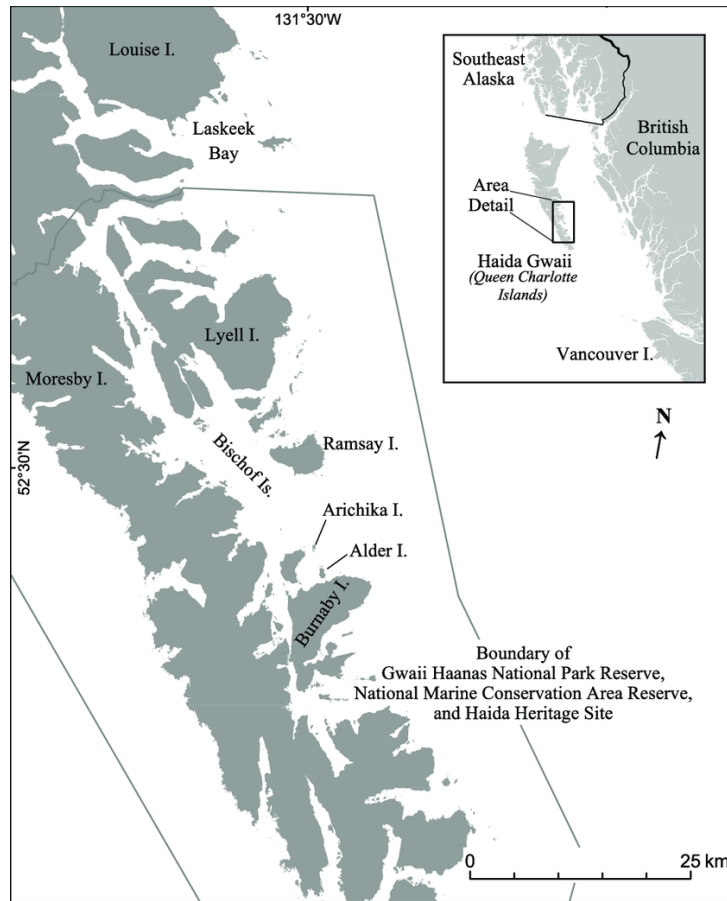 131°30'W
Louise I.
Laskeek
Bay
Southeast
Alaska
British
Columbia
Area
Detail
Haida Gwaii
(Queen Charlotte
Islands)
Vancouver I.
Lyell I.
Moresby I.
N
52°30'N
Bischof Is.
Ramsay I.
Arichika I.
Alder I.
Burnaby I.
Boundary of
Gwaii Haanas National Park Reserve,
National Marine Conservation Area Reserve,
and Haida Heritage Site
0 25 km